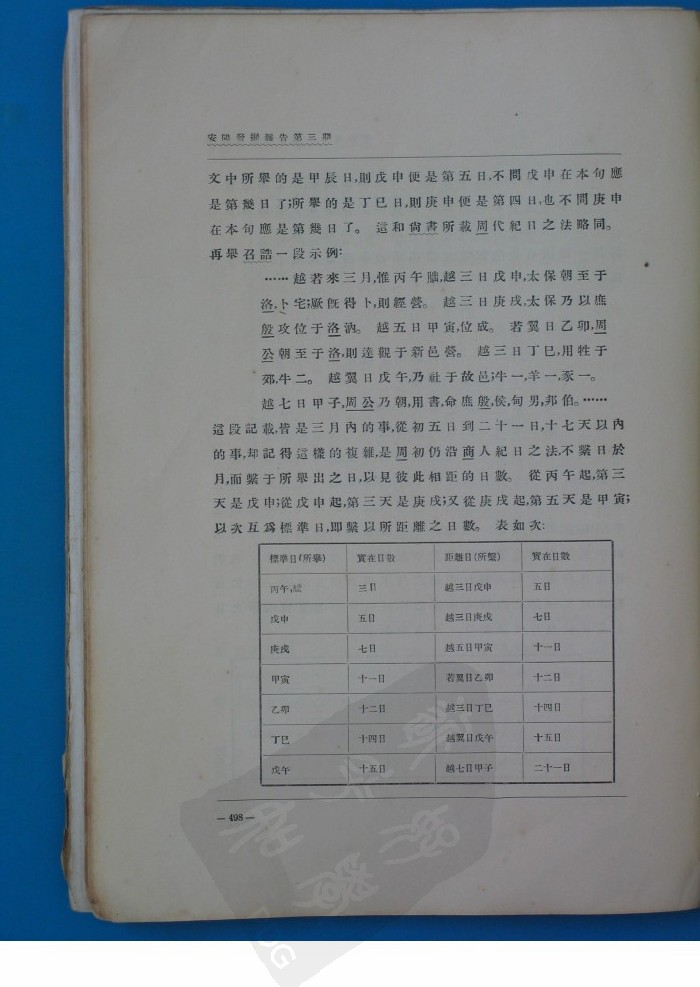 安陽發掘報告第三期
文中所舉的是甲辰日,則戊申便是第五日,不問戊申在本句應
是第幾日了;所舉的是丁巳日,則庚申便是第四日,也不問庚申
在本句應是第幾日了。 這和尙書所載周代紀日之法略同。
再舉召誥一段示例:
……越若來三月,惟丙午朏,越三日戊申,太保朝至于
洛,卜宅;厥旣得卜,則經營。 越三日庚戌,太保乃以庶
殷攻位于洛汭。 越五日甲寅,位成。 若翼日乙卯,周
公朝至于洛,則達觀于新邑營。 越三日丁巳,用牲于
郊,牛二。 越翼日戊午,乃社于故邑;牛一,羊一,豕一。
越七日甲子,周公乃朝,用書,命庶殷,侯,甸男,邦伯。……
這段記載,皆是三月內的事,從初五日到二十一日,十七天以內
的事,却記得這樣的複雜,是周初仍沿商人紀日之法,不繫日於
月,而繫于所舉出之日,以見彼此相距的日數。 從丙午起,第三
天是戊申;從戊申起,第三天是庚戌;又從庚戌起,第五天是甲寅;
以次互爲標準日,卽繫以所距離之日數。 表如次:
標準日(所舉) 實在日數 距離日(所繫) 實在日數
丙午,朏 三日 越三日戊申 五日
戊申 五日 越三日庚戌 七日
庚戌 七日 越五日甲寅 十一日
甲寅 十一日 若翼日乙卯 十二日
乙卯 十二日 越三日丁巳 十四日
丁巳 十四日 越翼日戊午 十五日
戊午 十五日 越七日甲子 二十一日
— 498 —